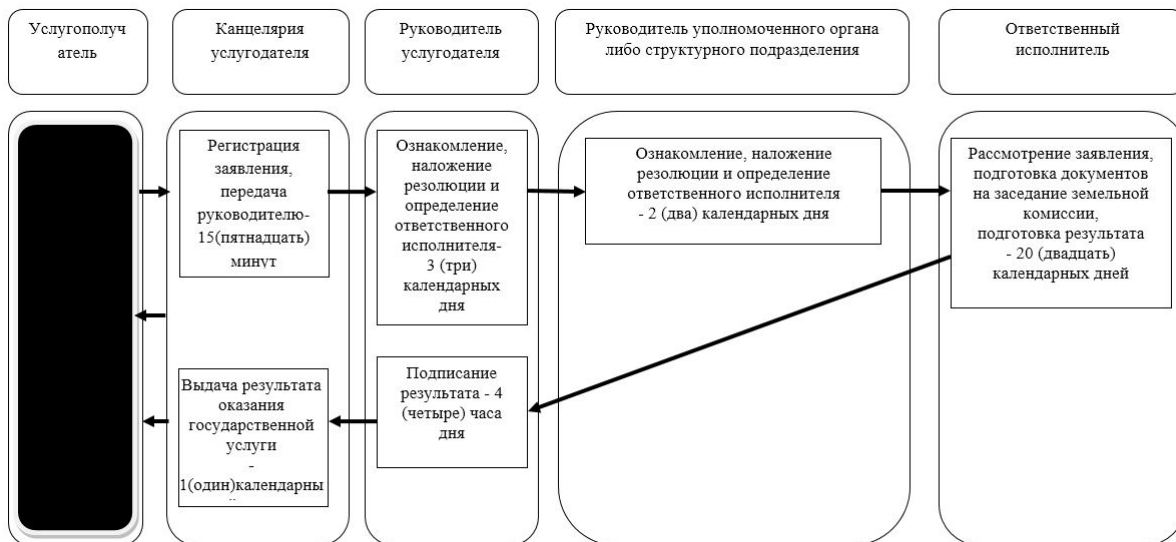 Услугополуч
атель
Канцелярия
услугодателя
Руководитель
услугодателя
Руководитель уполномоченного органа
либо структурного подразделения
Ответственный
исполнитель
Регистрация
заявления,
передача
руководителю-
15(пятнадцать)
минут
Ознакомление,
наложение
резолюции и
определение
ответственного
исполнителя-
3 (три)
календарных
дня
Ознакомление, наложение
резолюции и определение
ответственного исполнителя
- 2 (два) календарных дня
Рассмотрение заявления,
подготовка документов
на заседание земельной
комиссии,
подготовка результата
- 20 (двадцать)
календарных дней
Подписание
результата - 4
(четыре) часа
дня
Выдача результата
оказания
государственной
услуги
-
1(один)календарны